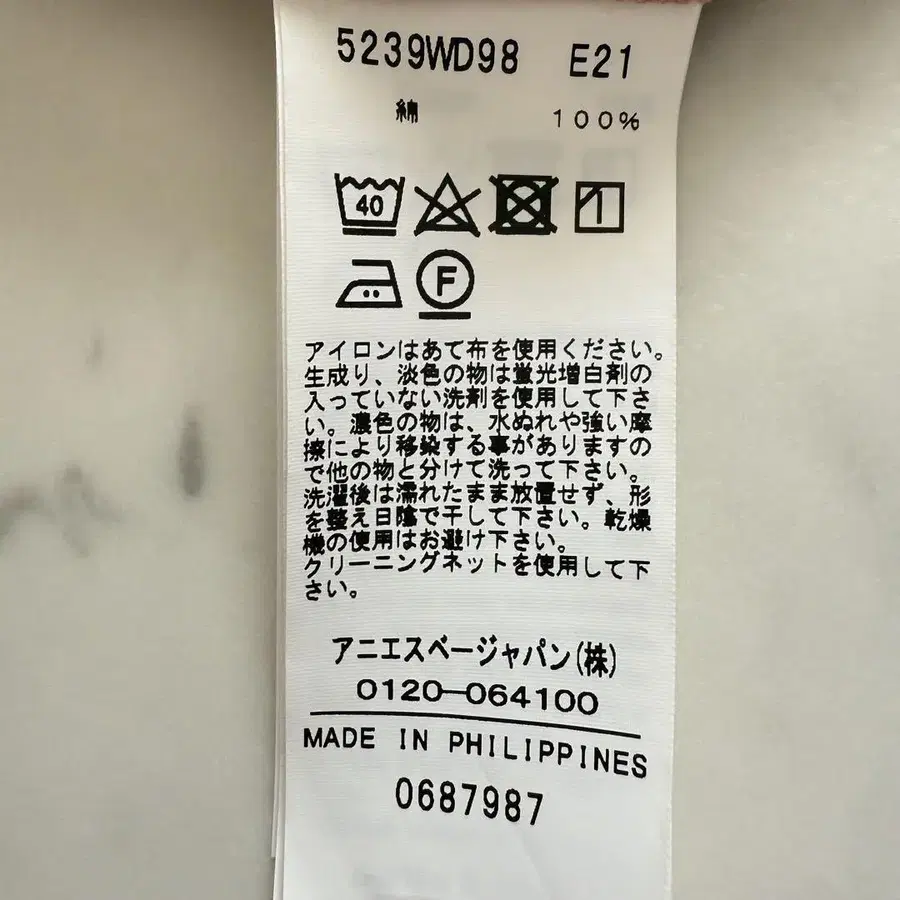 5239WD98 E21
綿 100%
40
F
アイロンはあて布を使用ください。
生成り、淡色の物は蛍光増白剤の
入っていない洗剤を使用して下さ
い。濃色の物は、水ぬれや強い摩
擦により移染する事がありますの
で他の物と分けて洗って下さい。
洗濯後は濡れたまま放置せず、形
を整え日陰で干して下さい。乾燥
機の使用はお避け下さい。
クリーニングネットを使用して下
さい。
アニエスベージャパン(株)
0120-064100
MADE IN PHILIPPINES
0687987